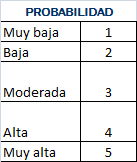 PROBABILIDAD
Muy baja 1
Baja 2
Moderada 3
Alta 4
Muy alta 5